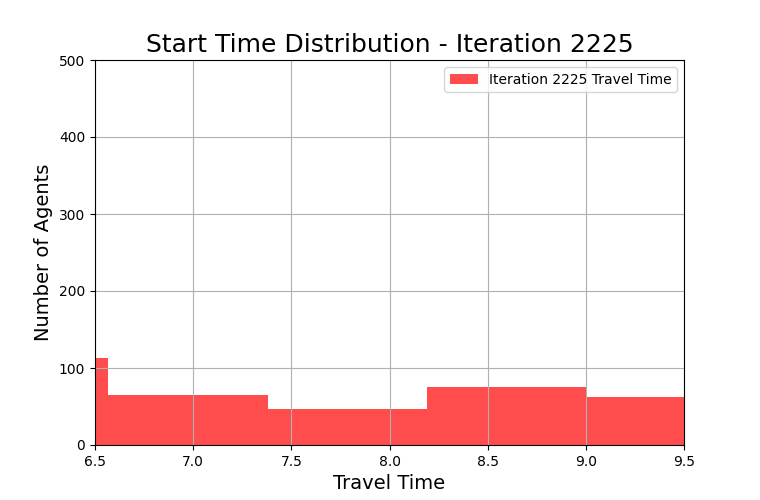 Start Time Distribution - Iteration 2225
Iteration 2225 Travel Time
Number of Agents
500
400
300
200
100
0
6.5 7.0 7.5 8.0 8.5 9.0 9.5
Travel Time